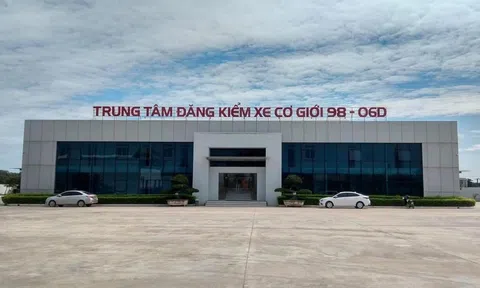 TRUNG TÂM ĐĂNG KIỂM XE CƠ GIỚI 98 - 06D